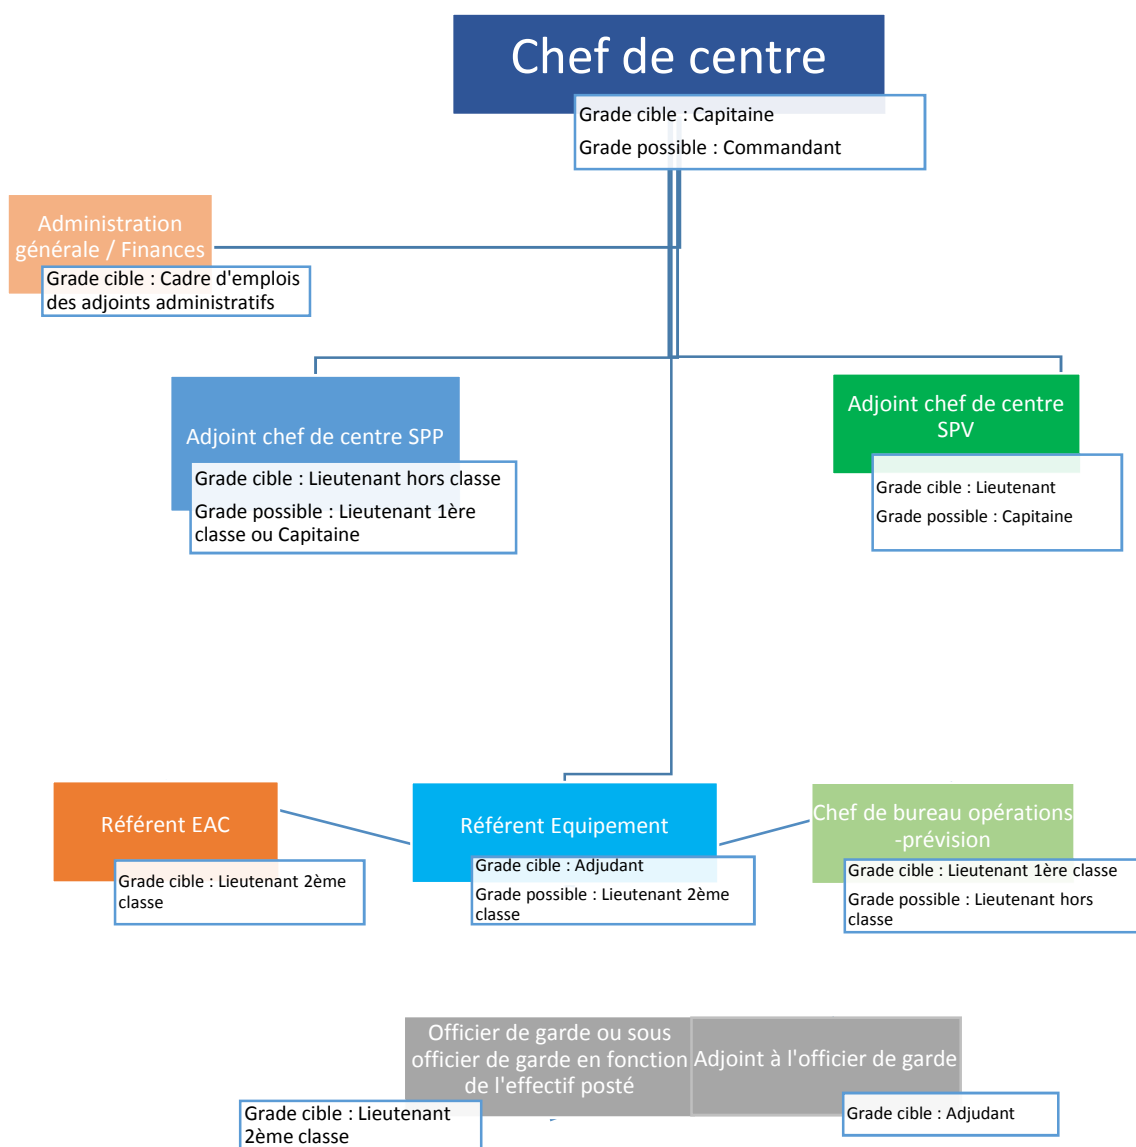 Chef de centre
Grade cible : Capitaine
Grade possible : Commandant
Administration
générale / Finances
Grade cible : Cadre d'emplois
des adjoints administratifs
Adjoint chef de centre SPP
Grade cible : Lieutenant hors classe
Grade possible : Lieutenant 1ère
classe ou Capitaine
Adjoint chef de centre
SPV
Grade cible : Lieutenant
Grade possible : Capitaine
Référent EAC
Grade cible : Lieutenant 2ème
classe
Référent Equipement
Grade cible : Adjudant
Grade possible : Lieutenant 2ème
classe
Chef de bureau opérations
-prévision
Grade cible : Lieutenant 1ère classe
Grade possible : Lieutenant hors
classe
Officier de garde ou sous
officier de garde en fonction
de l'effectif posté
Grade cible : Lieutenant
2ème classe
Adjoint à l'officier de garde
Grade cible : Adjudant